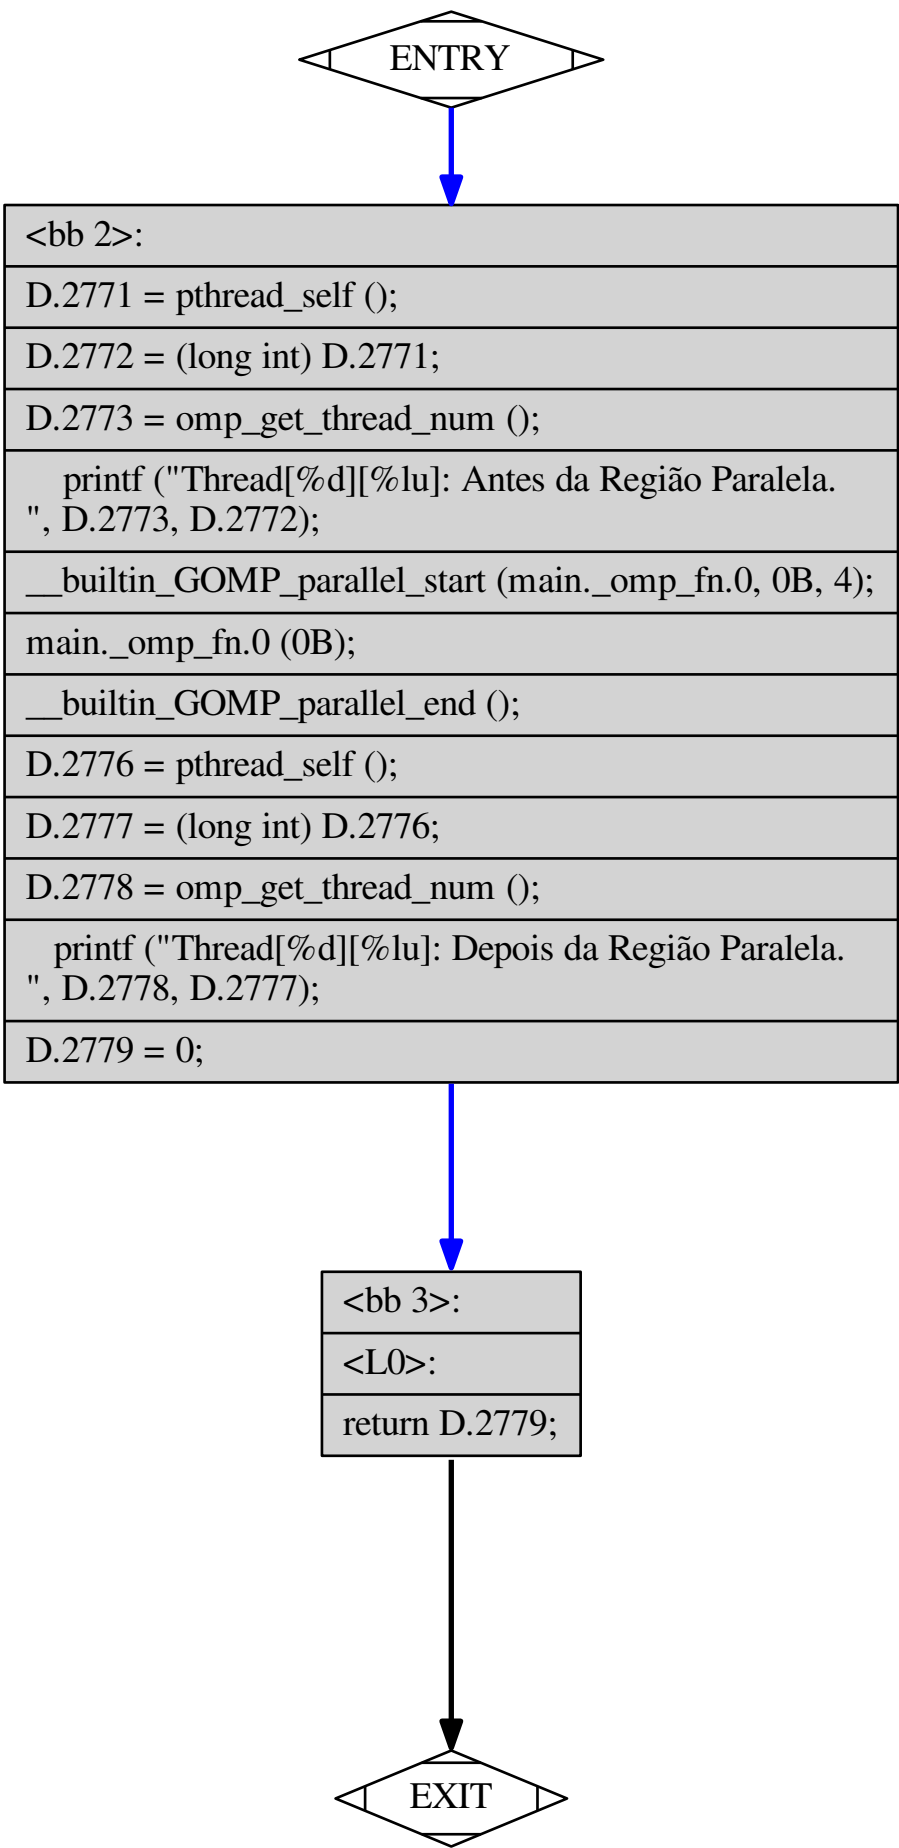 ENTRY
<bb 2>:
D.2771 = pthread_self ();
D.2772 = (long int) D.2771;
D.2773 = omp_get_thread_num ();
printf ("Thread[%d][%lu]: Antes da Região Paralela.
", D.2773, D.2772);
__builtin_GOMP_parallel_start (main._omp_fn.0, 0B, 4);
main._omp_fn.0 (0B);
__builtin_GOMP_parallel_end ();
D.2776 = pthread_self ();
D.2777 = (long int) D.2776;
D.2778 = omp_get_thread_num ();
printf ("Thread[%d][%lu]: Depois da Região Paralela.
", D.2778, D.2777);
D.2779 = 0;
<bb 3>:
<L0>:
return D.2779;
EXIT